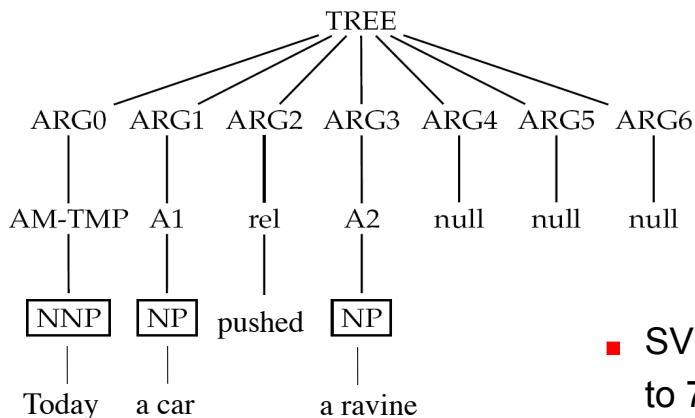 TREE
ARG0 ARG1 ARG2 ARG3 ARG4 ARG5 ARG6
AM-TMP A1 rel A2 null null null
NNP NP pushed NP
SV
to 7
Today a car a ravine